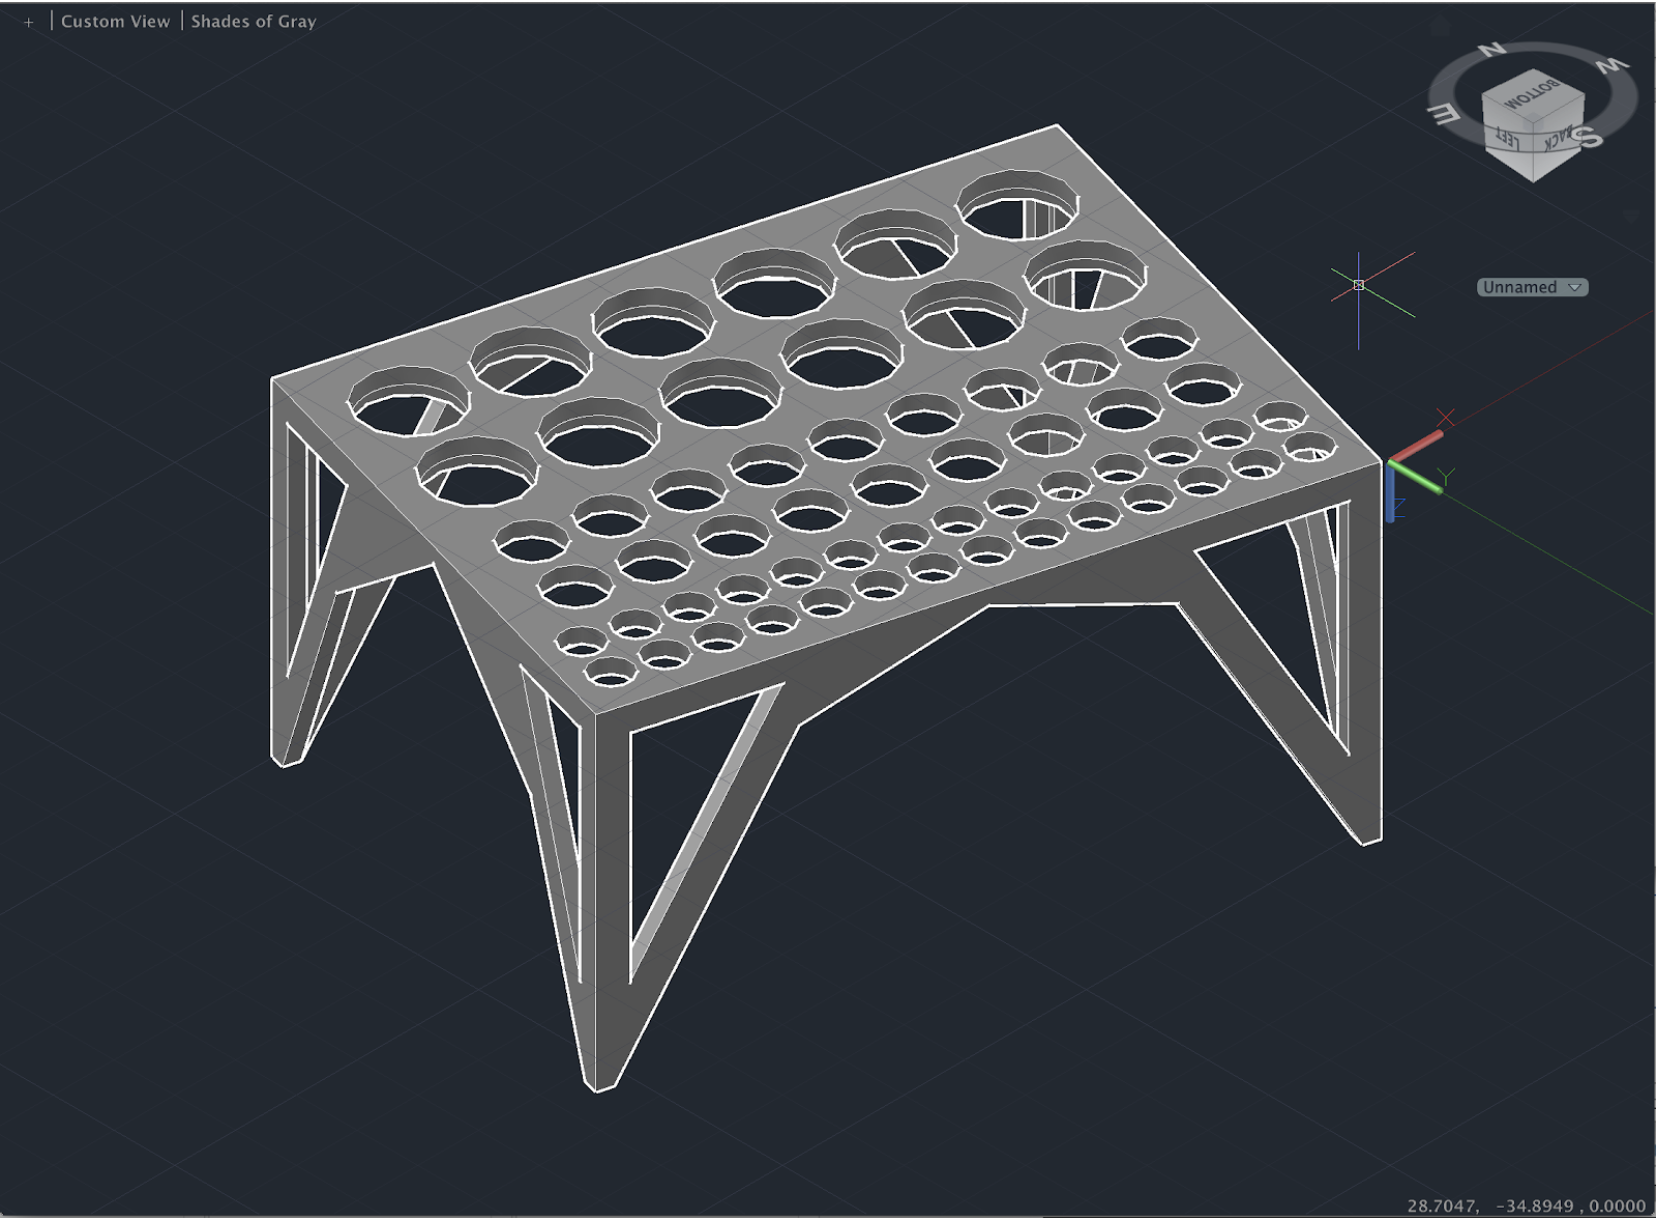 + | Custom View | Shades of Gray
N
W
E
S
BOTTOM
LEFT
BACK
Unnamed
X
Y
Z
28.7047, -34.8949 , 0.0000